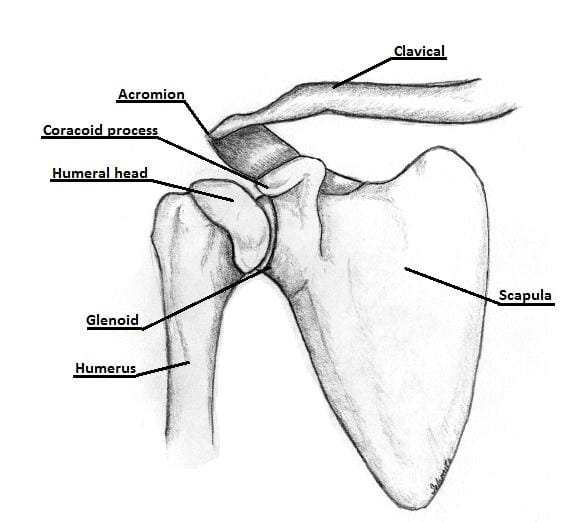 Clavical
Acromion
Coracoid process
Humeral head
Scapula
Glenoid
Humerus